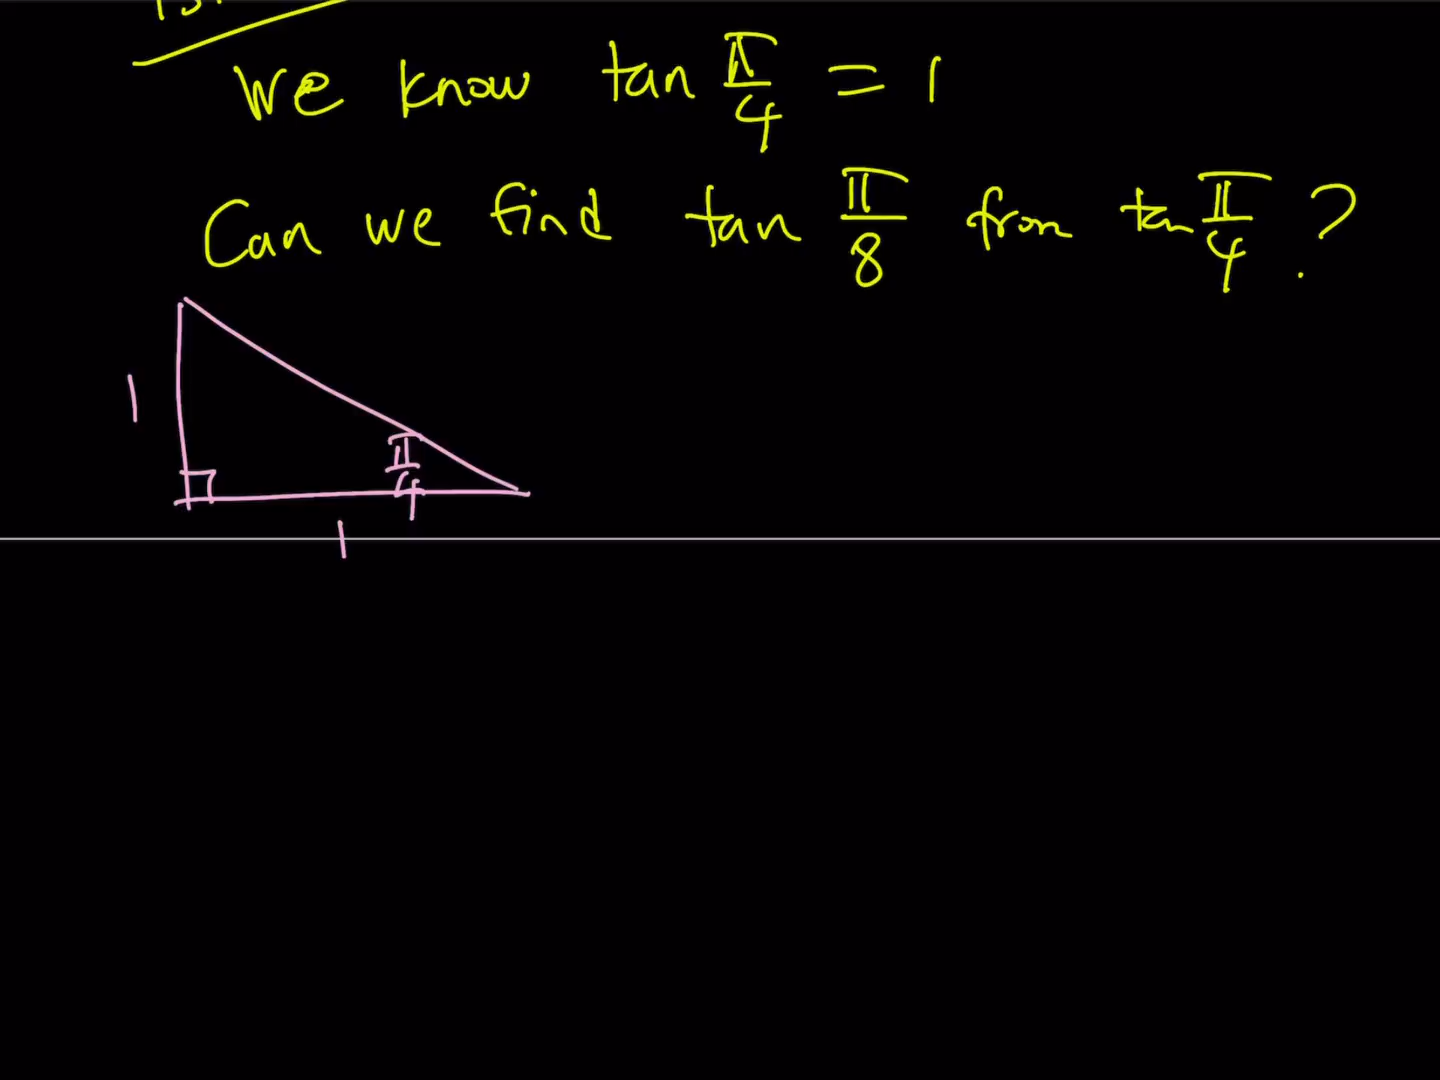 We know tan π/4 = 1
Can we find tan π/8 from tan π/4 ?
1
π/4
1